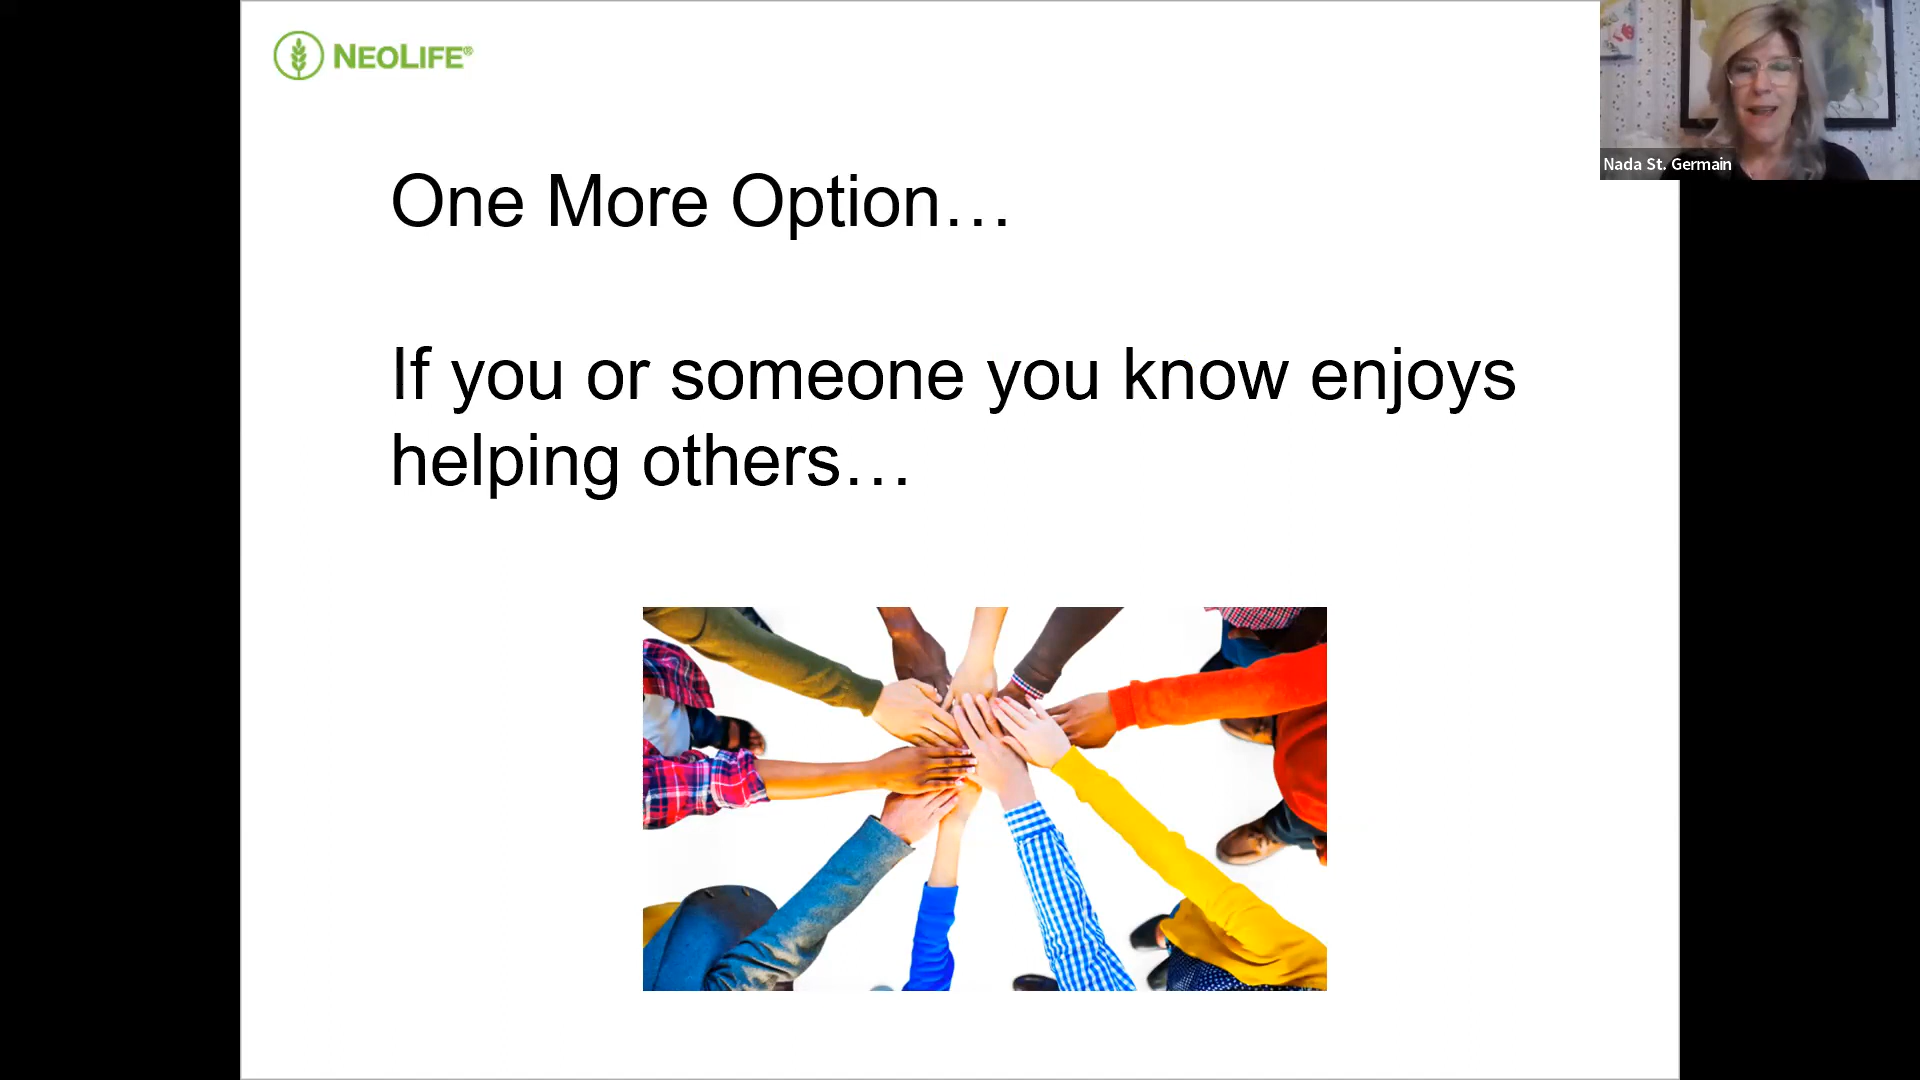 NEOLIFE®
Nada St. Germain
One More Option…
If you or someone you know enjoys
helping others…